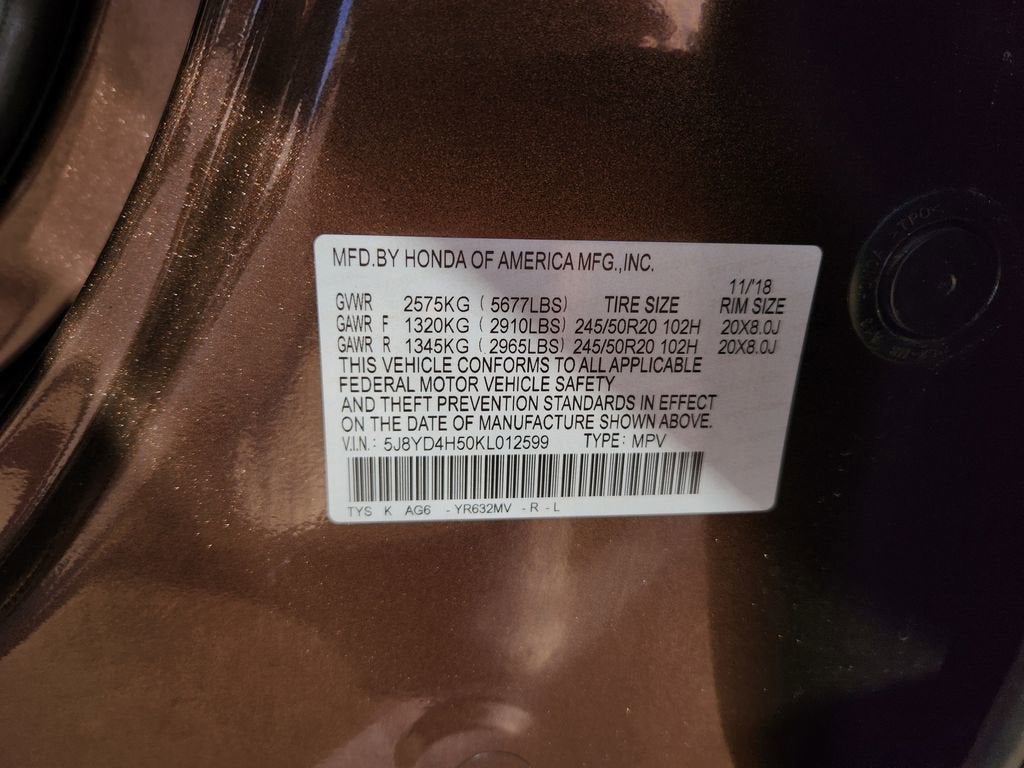 MFD.BY HONDA OF AMERICA MFG.,INC.
11/'18
GVWR 2575KG ( 5677LBS) TIRE SIZE RIM SIZE
GAWR F 1320KG ( 2910LBS) 245/50R20 102H 20X8.0J
GAWR R 1345KG ( 2965LBS) 245/50R20 102H 20X8.0J
THIS VEHICLE CONFORMS TO ALL APPLICABLE
FEDERAL MOTOR VEHICLE SAFETY
AND THEFT PREVENTION STANDARDS IN EFFECT
ON THE DATE OF MANUFACTURE SHOWN ABOVE.
V.I.N.: 5J8YD4H50KL012599 TYPE: MPV
TYS K AG6 - YR632MV - R - L